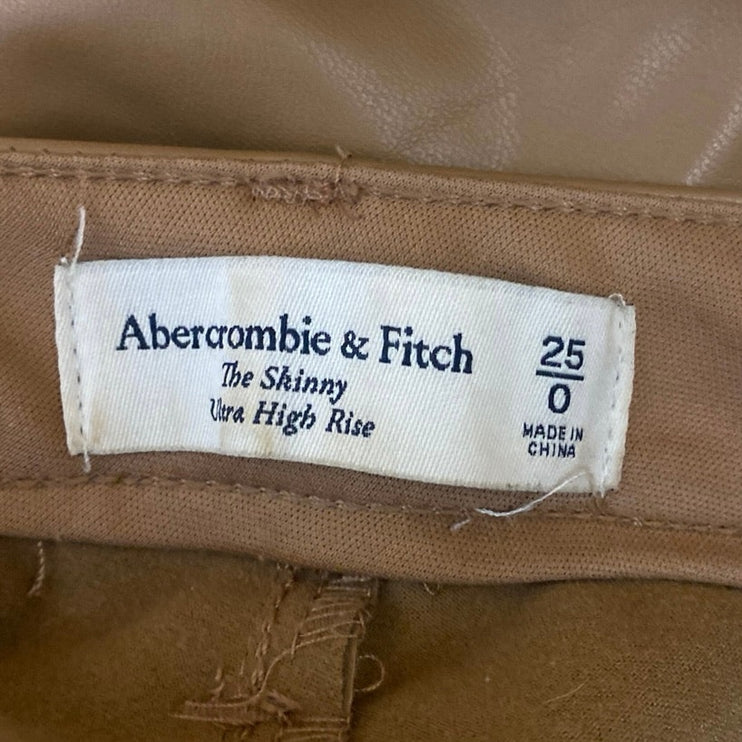 Abercrombie & Fitch
The Skinny
Ultra High Rise
25
0
MADE IN
CHINA